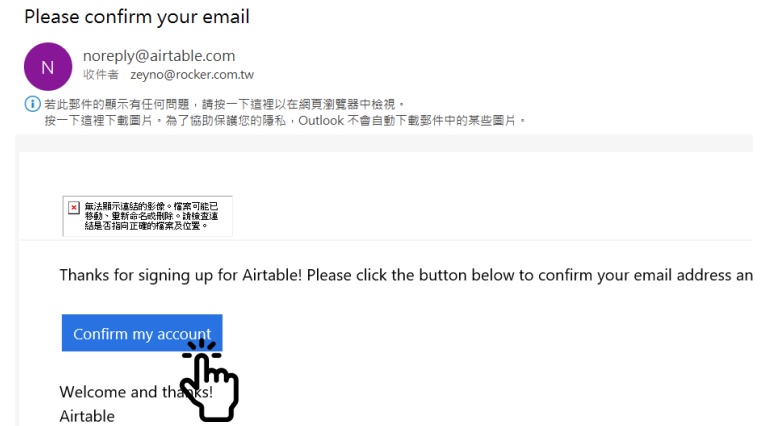 Please confirm your email
N
noreply@airtable.com
收件者 zeyno@rocker.com.tw
若此郵件的顯示有任何問題，請按一下這裡以在網頁瀏覽器中檢視。
按一下這裡下載圖片。為了協助保護您的隱私，Outlook 不會自動下載郵件中的某些圖片。
無法顯示連結的影像。檔案可能已
移動、重新命名或刪除。請檢查連
結是否指向正確的檔案及位置。
Thanks for signing up for Airtable! Please click the button below to confirm your email address an
Confirm my account
Welcome and thanks!
Airtable